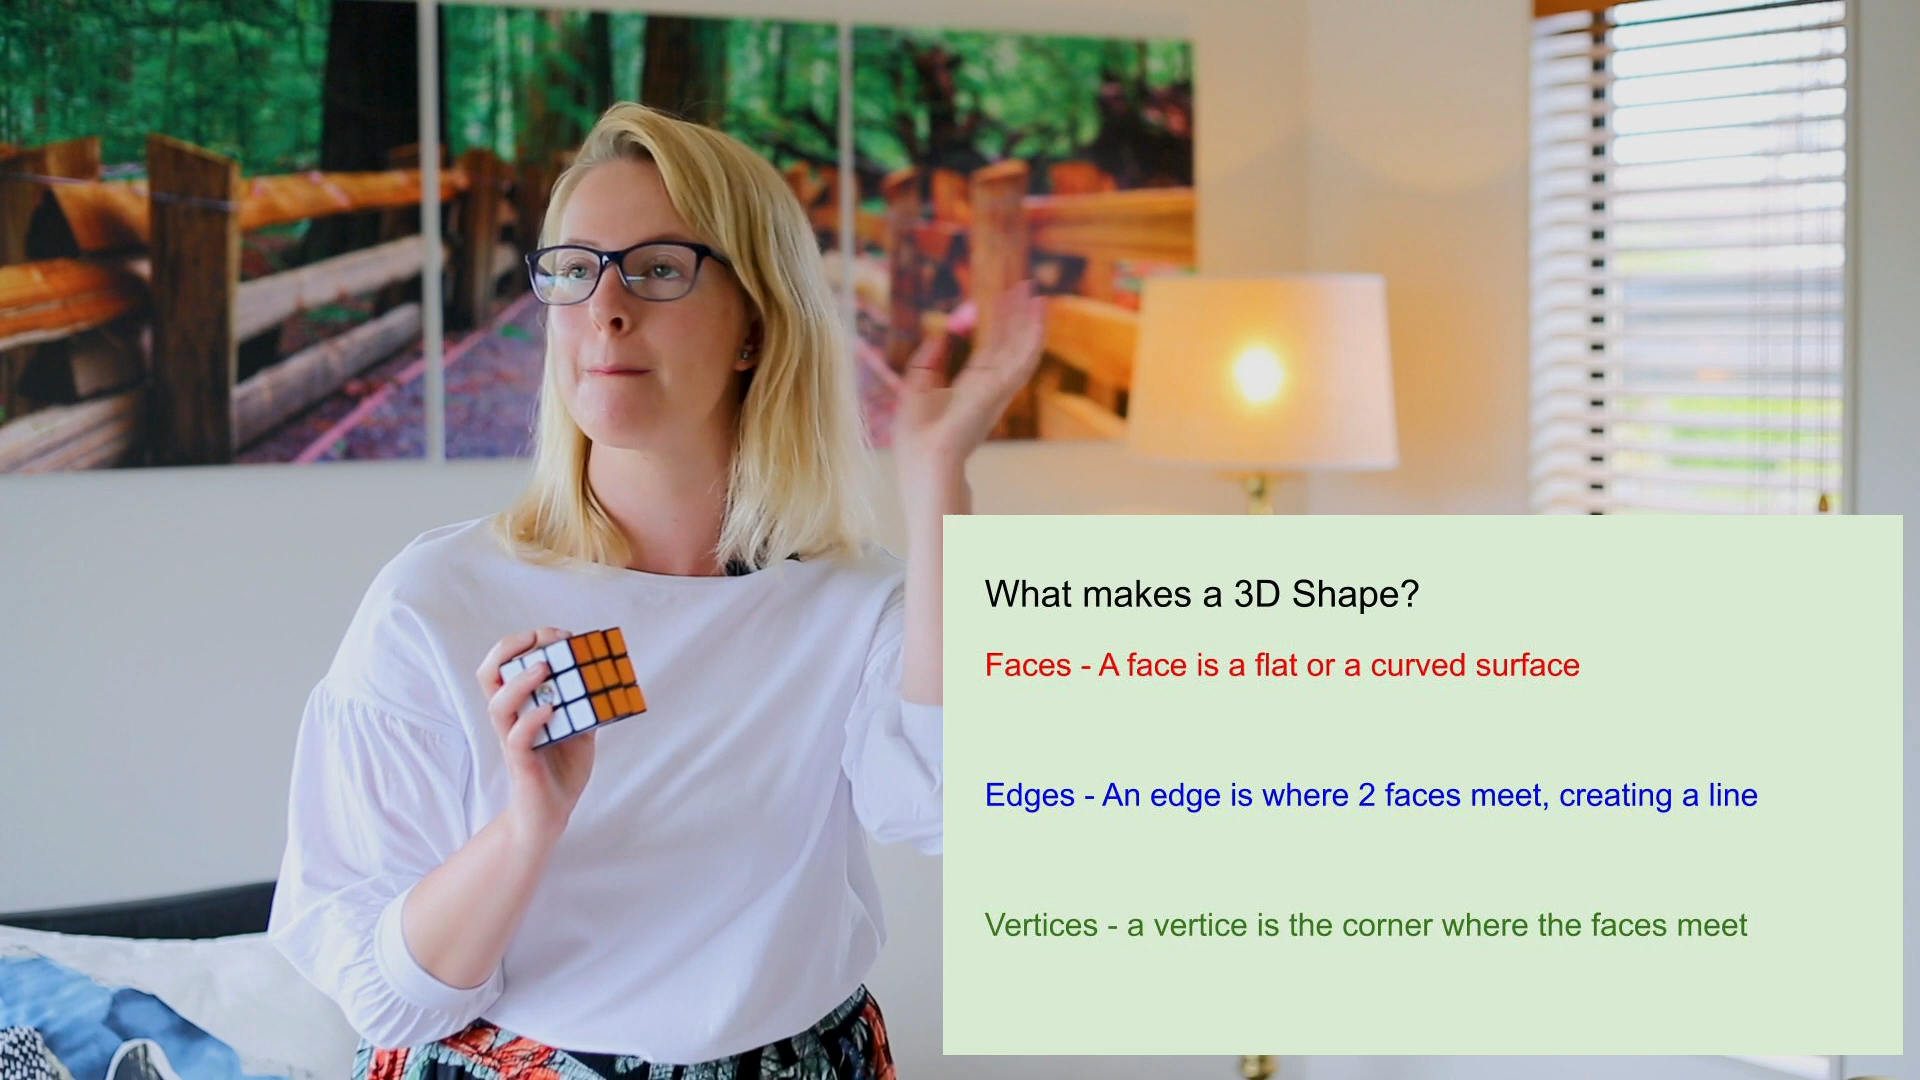 What makes a 3D Shape?
Faces - A face is a flat or a curved surface
Edges - An edge is where 2 faces meet, creating a line
Vertices - a vertice is the corner where the faces meet